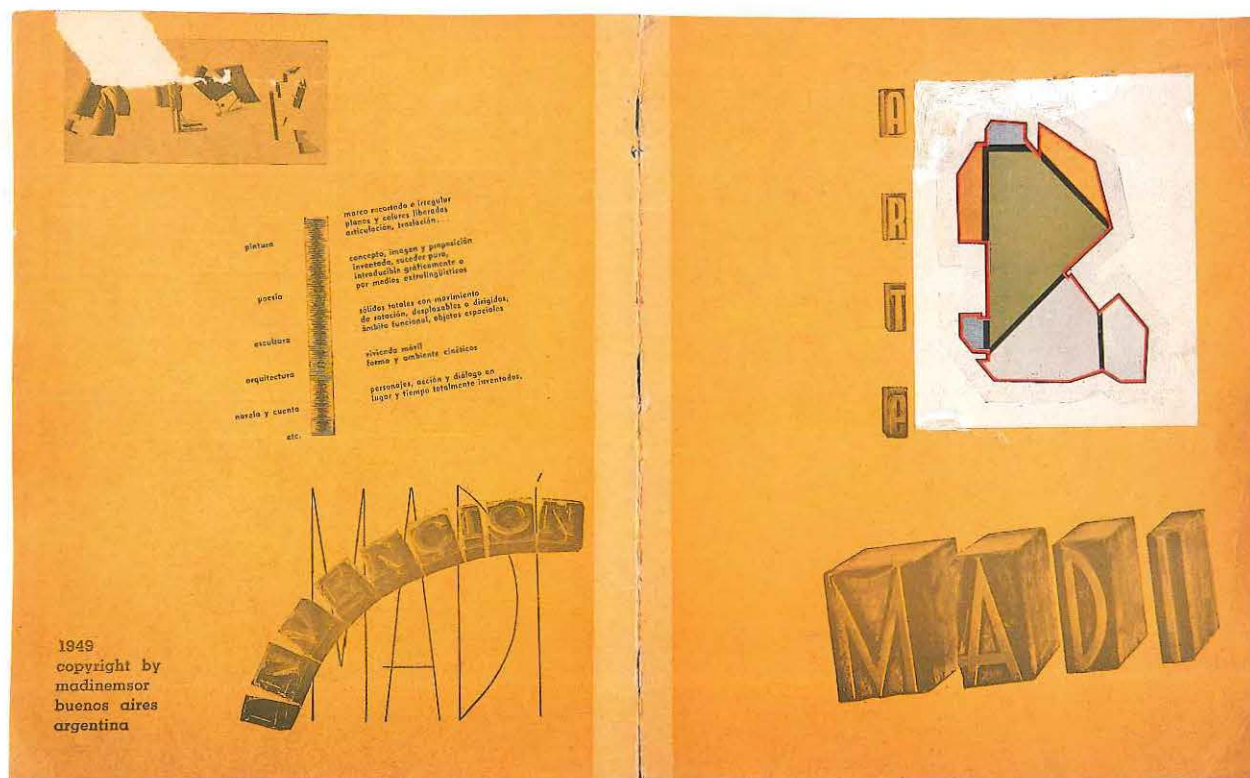 pintura
marco recortado e irregular
planos y colores liberados
articulación, traslación...
poesía
concepto, imagen y proposición
inventada, suceder puro,
introducible gráficamente o
por medios extralingüísticos
escultura
sólidos totales con movimiento
de rotación, desplazables o dirigidos,
ámbito funcional, objetos espaciales
arquitectura
vivienda móvil
forma y ambiente cinéticos
novela y cuento
personajes, acción y diálogo en
lugar y tiempo totalmente inventados.
etc.
INVENCIÓN
MADÍ
1949
copyright by
madinemsor
buenos aires
argentina
ARTe
MADI